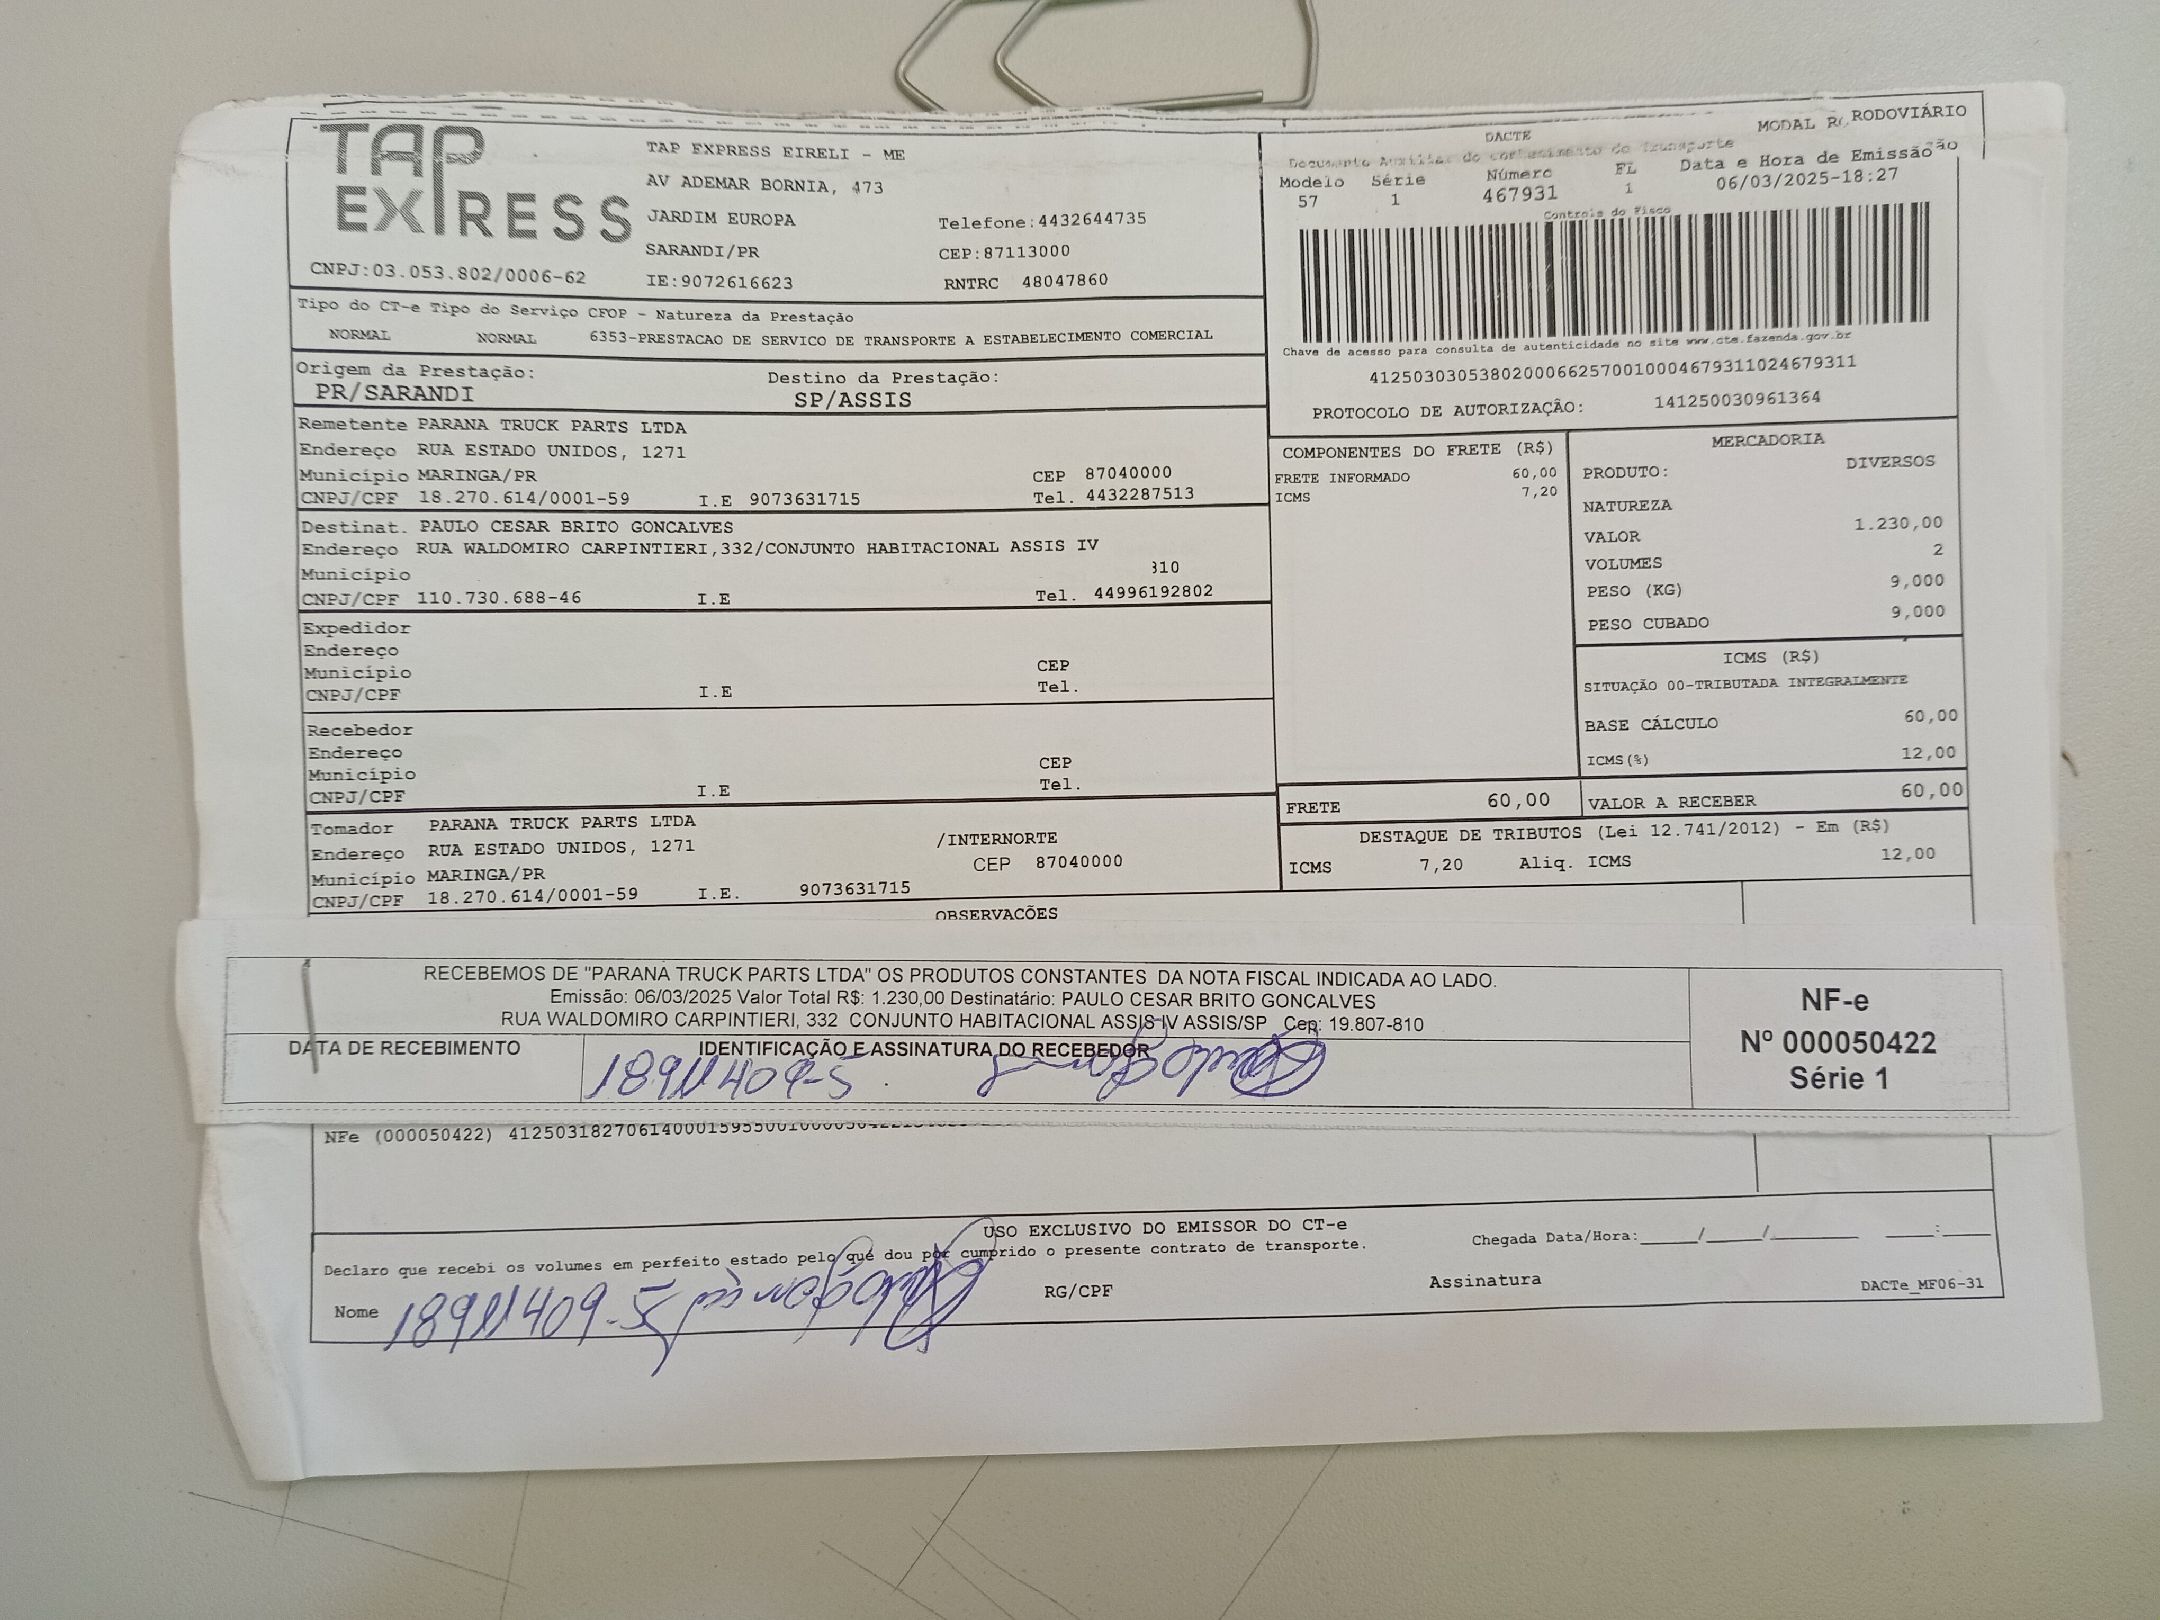 TAP EXPRESS
TAP EXPRESS EIRELI - ME
AV ADEMAR BORNIA, 473
JARDIM EUROPA
Telefone:4432644735
SARANDI/PR
CEP:87113000
CNPJ:03.053.802/0006-62
IE:9072616623
RNTRC 48047860
MODAL RODOVIÁRIO
DACTE
Documento Auxiliar do conhecimento de Transporte
Modelo Série Número FL Data e Hora de Emissão
57 1 467931 1 06/03/2025-18:27
Controle do Fisco
Chave de acesso para consulta de autenticidade no site www.cte.fazenda.gov.br
41250303053802000662570010004679311024679311
PROTOCOLO DE AUTORIZAÇÃO: 141250030961364
Tipo do CT-e Tipo do Serviço CFOP - Natureza da Prestação
NORMAL NORMAL 6353-PRESTACAO DE SERVICO DE TRANSPORTE A ESTABELECIMENTO COMERCIAL
Origem da Prestação: Destino da Prestação:
PR/SARANDI SP/ASSIS
Remetente PARANA TRUCK PARTS LTDA
Endereço RUA ESTADO UNIDOS, 1271
Município MARINGA/PR CEP 87040000
CNPJ/CPF 18.270.614/0001-59 I.E 9073631715 Tel. 4432287513
Destinat. PAULO CESAR BRITO GONCALVES
Endereço RUA WALDOMIRO CARPINTIERI,332/CONJUNTO HABITACIONAL ASSIS IV
Município 310
CNPJ/CPF 110.730.688-46 I.E Tel. 44996192802
Expedidor
Endereço
Município CEP
CNPJ/CPF I.E Tel.
Recebedor
Endereço
Município CEP
CNPJ/CPF I.E Tel.
Tomador PARANA TRUCK PARTS LTDA
Endereço RUA ESTADO UNIDOS, 1271 /INTERNORTE
Município MARINGA/PR CEP 87040000
CNPJ/CPF 18.270.614/0001-59 I.E. 9073631715
COMPONENTES DO FRETE (R$)
FRETE INFORMADO 60,00
ICMS 7,20
MERCADORIA
PRODUTO: DIVERSOS
NATUREZA
VALOR 1.230,00
VOLUMES 2
PESO (KG) 9,000
PESO CUBADO 9,000
ICMS (R$)
SITUAÇÃO 00-TRIBUTADA INTEGRALMENTE
BASE CÁLCULO 60,00
ICMS(%) 12,00
FRETE 60,00 VALOR A RECEBER 60,00
DESTAQUE DE TRIBUTOS (Lei 12.741/2012) - Em (R$)
ICMS 7,20 Aliq. ICMS 12,00
OBSERVACÕES
RECEBEMOS DE "PARANA TRUCK PARTS LTDA" OS PRODUTOS CONSTANTES DA NOTA FISCAL INDICADA AO LADO.
Emissão: 06/03/2025 Valor Total R$: 1.230,00 Destinatário: PAULO CESAR BRITO GONCALVES
RUA WALDOMIRO CARPINTIERI, 332 CONJUNTO HABITACIONAL ASSIS IV ASSIS/SP Cep: 19.807-810
DATA DE RECEBIMENTO IDENTIFICAÇÃO E ASSINATURA DO RECEBEDOR
18911409-5
NF-e
Nº 000050422
Série 1
NFe (000050422)
USO EXCLUSIVO DO EMISSOR DO CT-e
Declaro que recebi os volumes em perfeito estado pelo que dou por cumprido o presente contrato de transporte.
Chegada Data/Hora:____/____/______ ____:____
Nome 18911409-5 RG/CPF Assinatura
DACTe_MF06-31